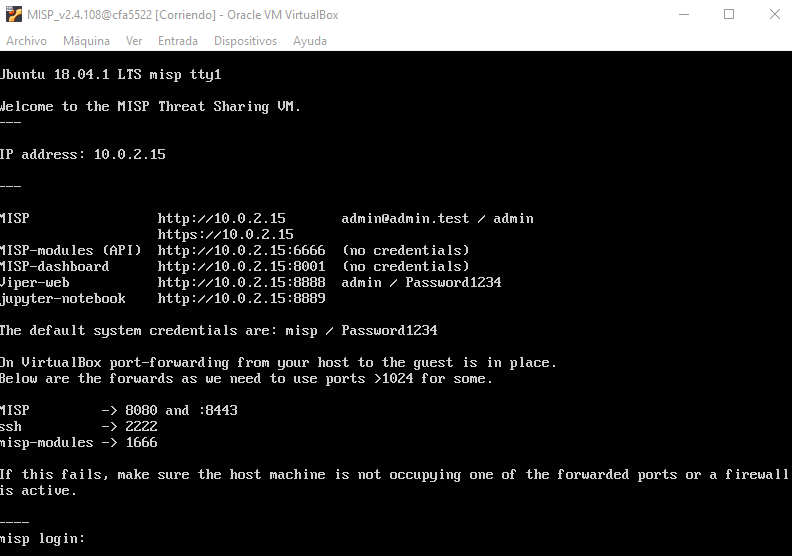 MISP_v2.4.108@cfa5522 [Corriendo] - Oracle VM VirtualBox
Archivo Máquina Ver Entrada Dispositivos Ayuda
Ubuntu 18.04.1 LTS misp tty1
Welcome to the MISP Threat Sharing VM.
---
IP address: 10.0.2.15
---
MISP http://10.0.2.15 admin@admin.test / admin
https://10.0.2.15
MISP-modules (API) http://10.0.2.15:6666 (no credentials)
MISP-dashboard http://10.0.2.15:8001 (no credentials)
Viper-web http://10.0.2.15:8888 admin / Password1234
jupyter-notebook http://10.0.2.15:8889
The default system credentials are: misp / Password1234
On VirtualBox port-forwarding from your host to the guest is in place.
Below are the forwards as we need to use ports >1024 for some.
MISP -> 8080 and :8443
ssh -> 2222
misp-modules -> 1666
If this fails, make sure the host machine is not occupying one of the forwarded ports or a firewall
is active.
----
misp login: